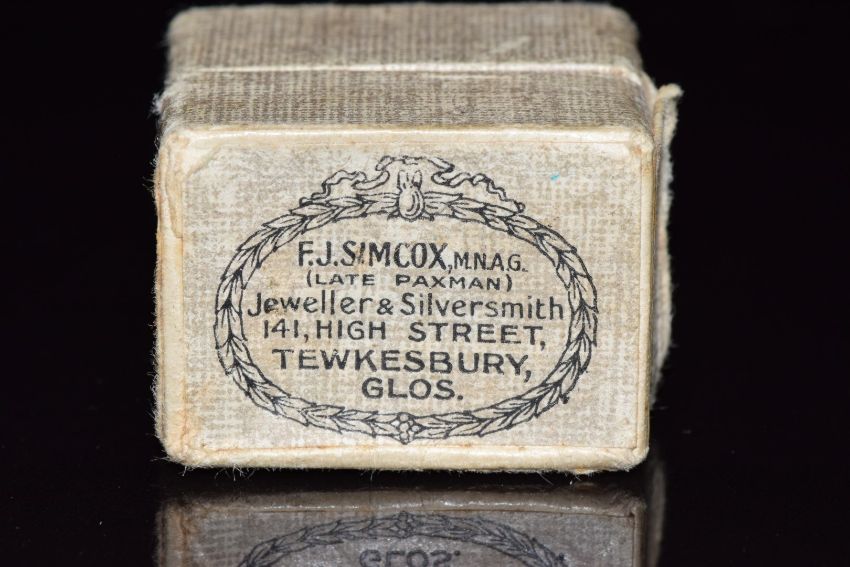 F.J.SIMCOX, M.N.A.G.
(LATE PAXMAN)
Jeweller & Silversmith
141, HIGH STREET,
TEWKESBURY,
GLOS.